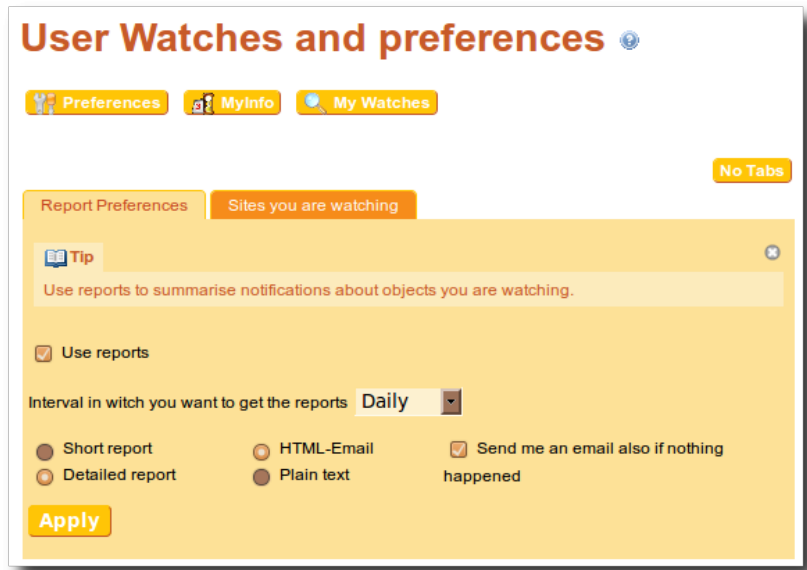 User Watches and preferences
Preferences MyInfo My Watches
No Tabs
Report Preferences Sites you are watching
Tip
Use reports to summarise notifications about objects you are watching.
Use reports
Interval in witch you want to get the reports Daily
Short report HTML-Email Send me an email also if nothing
Detailed report Plain text happened
Apply